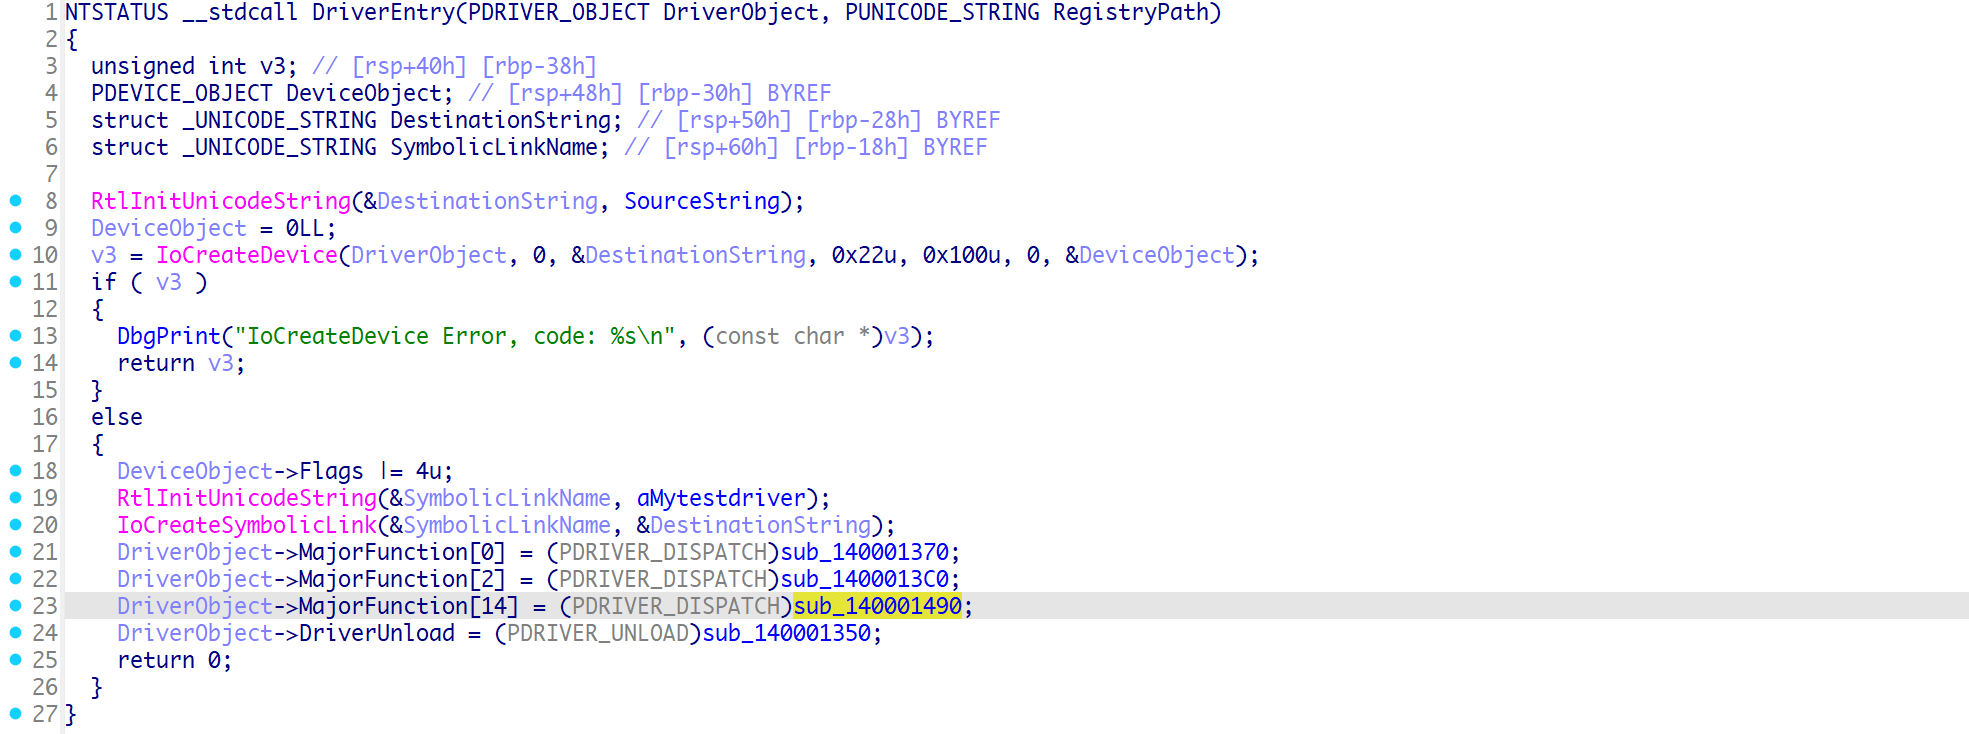 1 NTSTATUS __stdcall DriverEntry(PDRIVER_OBJECT DriverObject, PUNICODE_STRING RegistryPath)
2 {
3   unsigned int v3; // [rsp+40h] [rbp-38h]
4   PDEVICE_OBJECT DeviceObject; // [rsp+48h] [rbp-30h] BYREF
5   struct _UNICODE_STRING DestinationString; // [rsp+50h] [rbp-28h] BYREF
6   struct _UNICODE_STRING SymbolicLinkName; // [rsp+60h] [rbp-18h] BYREF
7
8   RtlInitUnicodeString(&DestinationString, SourceString);
9   DeviceObject = 0LL;
10   v3 = IoCreateDevice(DriverObject, 0, &DestinationString, 0x22u, 0x100u, 0, &DeviceObject);
11   if ( v3 )
12   {
13     DbgPrint("IoCreateDevice Error, code: %s\n", (const char *)v3);
14     return v3;
15   }
16   else
17   {
18     DeviceObject->Flags |= 4u;
19     RtlInitUnicodeString(&SymbolicLinkName, aMytestdriver);
20     IoCreateSymbolicLink(&SymbolicLinkName, &DestinationString);
21     DriverObject->MajorFunction[0] = (PDRIVER_DISPATCH)sub_140001370;
22     DriverObject->MajorFunction[2] = (PDRIVER_DISPATCH)sub_1400013C0;
23     DriverObject->MajorFunction[14] = (PDRIVER_DISPATCH)sub_140001490;
24     DriverObject->DriverUnload = (PDRIVER_UNLOAD)sub_140001350;
25     return 0;
26   }
27 }